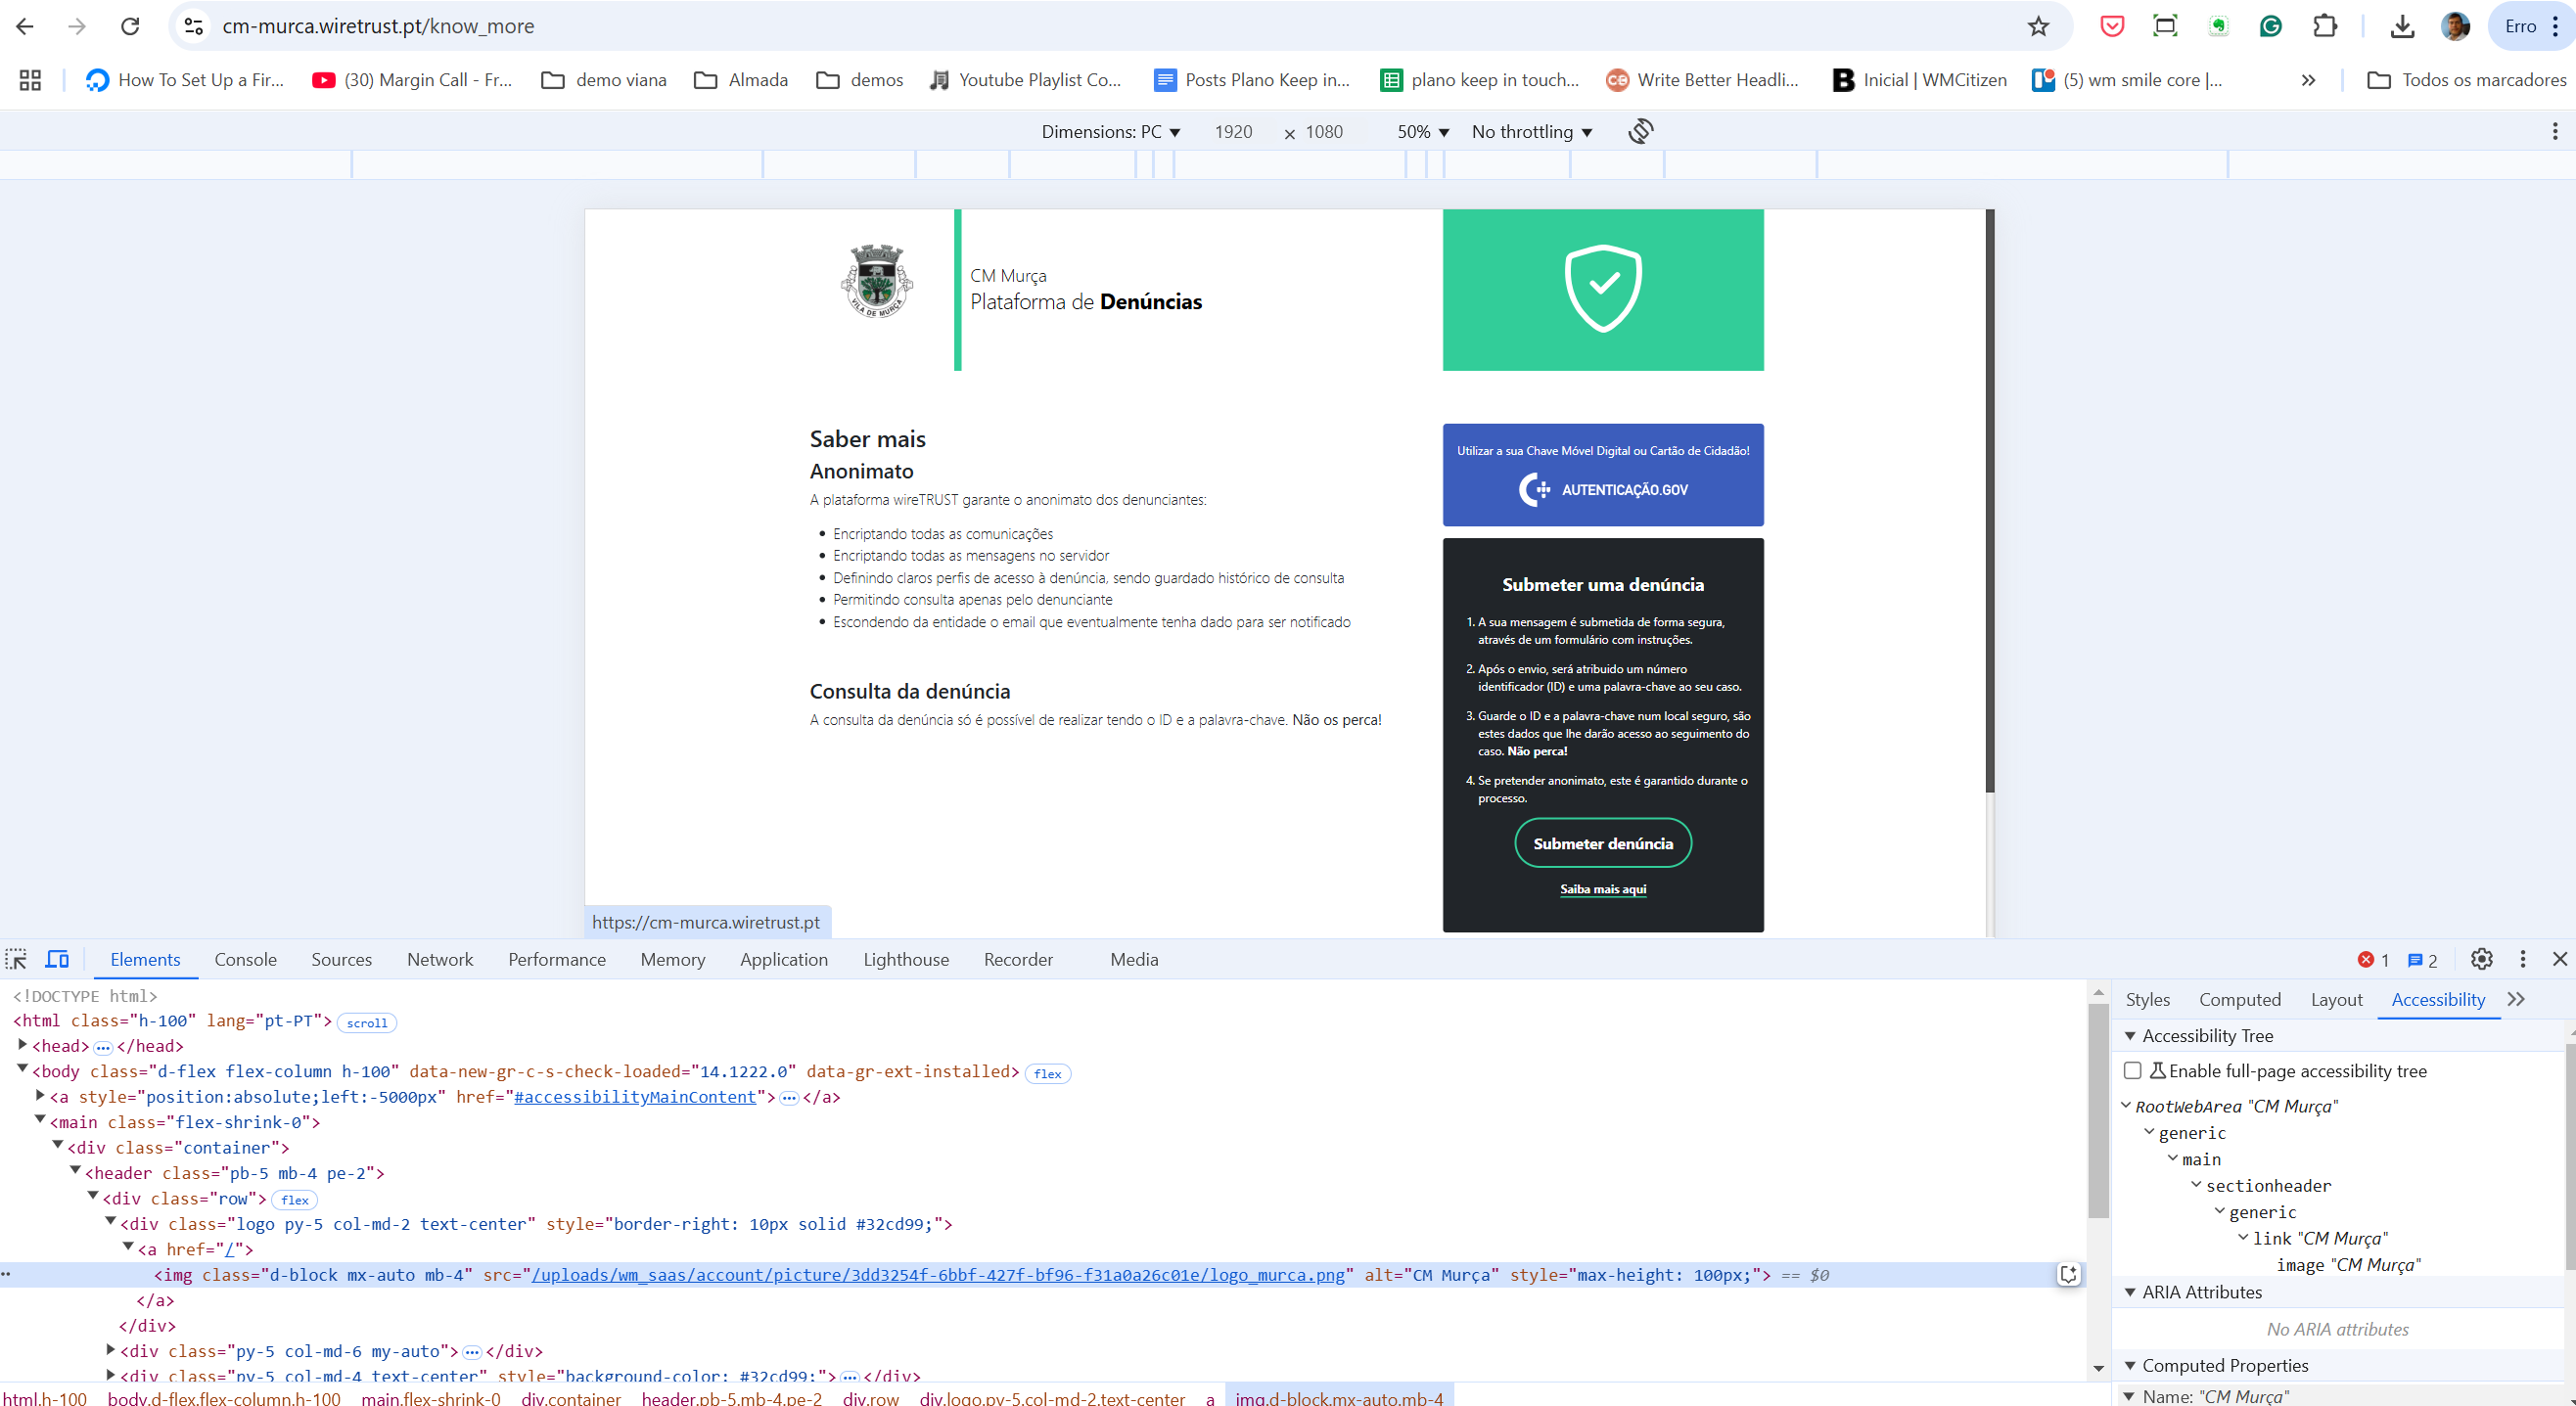 cm-murca.wiretrust.pt/know_more
Erro
How To Set Up a Fir...
(30) Margin Call - Fr...
demo viana
Almada
demos
Youtube Playlist Co...
Posts Plano Keep in...
plano keep in touch...
Write Better Headli...
Inicial | WMCitizen
(5) wm smile core |...
»
Todos os marcadores
Dimensions: PC ▼ 1920 × 1080 50% ▼ No throttling ▼
VILA DE MURÇA
CM Murça
Plataforma de Denúncias
Saber mais
Anonimato
A plataforma wireTRUST garante o anonimato dos denunciantes:
• Encriptando todas as comunicações
• Encriptando todas as mensagens no servidor
• Definindo claros perfis de acesso à denúncia, sendo guardado histórico de consulta
• Permitindo consulta apenas pelo denunciante
• Escondendo da entidade o email que eventualmente tenha dado para ser notificado
Consulta da denúncia
A consulta da denúncia só é possível de realizar tendo o ID e a palavra-chave. Não os perca!
Utilizar a sua Chave Móvel Digital ou Cartão de Cidadão!
AUTENTICAÇÃO.GOV
Submeter uma denúncia
1. A sua mensagem é submetida de forma segura,
através de um formulário com instruções.
2. Após o envio, será atribuido um número
identificador (ID) e uma palavra-chave ao seu caso.
3. Guarde o ID e a palavra-chave num local seguro, são
estes dados que lhe darão acesso ao seguimento do
caso. Não perca!
4. Se pretender anonimato, este é garantido durante o
processo.
Submeter denúncia
Saiba mais aqui
https://cm-murca.wiretrust.pt
Elements Console Sources Network Performance Memory Application Lighthouse Recorder Media
1 2
<!DOCTYPE html>
<html class="h-100" lang="pt-PT"> scroll
<head> ... </head>
<body class="d-flex flex-column h-100" data-new-gr-c-s-check-loaded="14.1222.0" data-gr-ext-installed> flex
<a style="position:absolute;left:-5000px" href="#accessibilityMainContent"> ... </a>
<main class="flex-shrink-0">
<div class="container">
<header class="pb-5 mb-4 pe-2">
<div class="row"> flex
<div class="logo py-5 col-md-2 text-center" style="border-right: 10px solid #32cd99;">
<a href="/">
<img class="d-block mx-auto mb-4" src="/uploads/wm_saas/account/picture/3dd3254f-6bbf-427f-bf96-f31a0a26c01e/logo_murca.png" alt="CM Murça" style="max-height: 100px;"> == $0
</a>
</div>
<div class="py-5 col-md-6 my-auto"> ... </div>
<div class="py-5 col-md-4 text-center" style="background-color: #32cd99;"> ... </div>
html.h-100 body.d-flex.flex-column.h-100 main.flex-shrink-0 div.container header.pb-5.mb-4.pe-2 div.row div.logo.py-5.col-md-2.text-center a img.d-block.mx-auto.mb-4
Styles Computed Layout Accessibility »
Accessibility Tree
Enable full-page accessibility tree
RootWebArea "CM Murça"
generic
main
sectionheader
generic
link "CM Murça"
image "CM Murça"
ARIA Attributes
No ARIA attributes
Computed Properties
Name: "CM Murça"